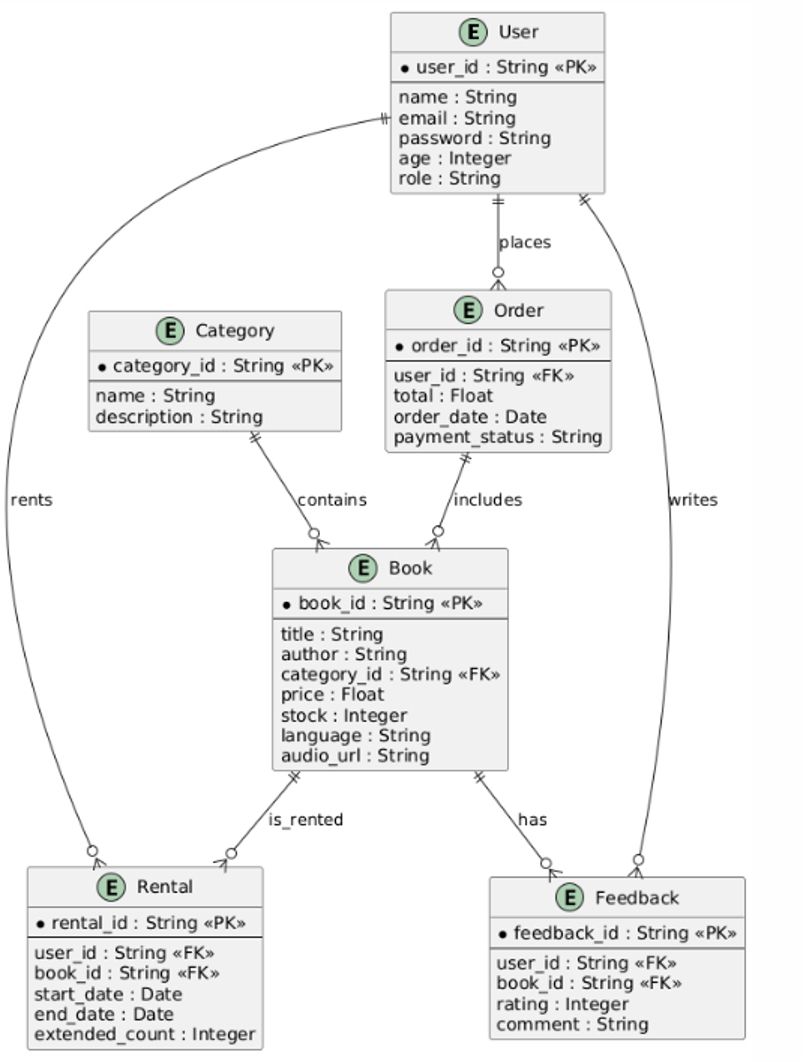 E User
• user_id : String «PK»
name : String
email : String
password : String
age : Integer
role : String
places
E Category
• category_id : String «PK»
name : String
description : String
E Order
• order_id : String «PK»
user_id : String «FK»
total : Float
order_date : Date
payment_status : String
rents
contains
includes
writes
E Book
• book_id : String «PK»
title : String
author : String
category_id : String «FK»
price : Float
stock : Integer
language : String
audio_url : String
is_rented
has
E Rental
• rental_id : String «PK»
user_id : String «FK»
book_id : String «FK»
start_date : Date
end_date : Date
extended_count : Integer
E Feedback
• feedback_id : String «PK»
user_id : String «FK»
book_id : String «FK»
rating : Integer
comment : String